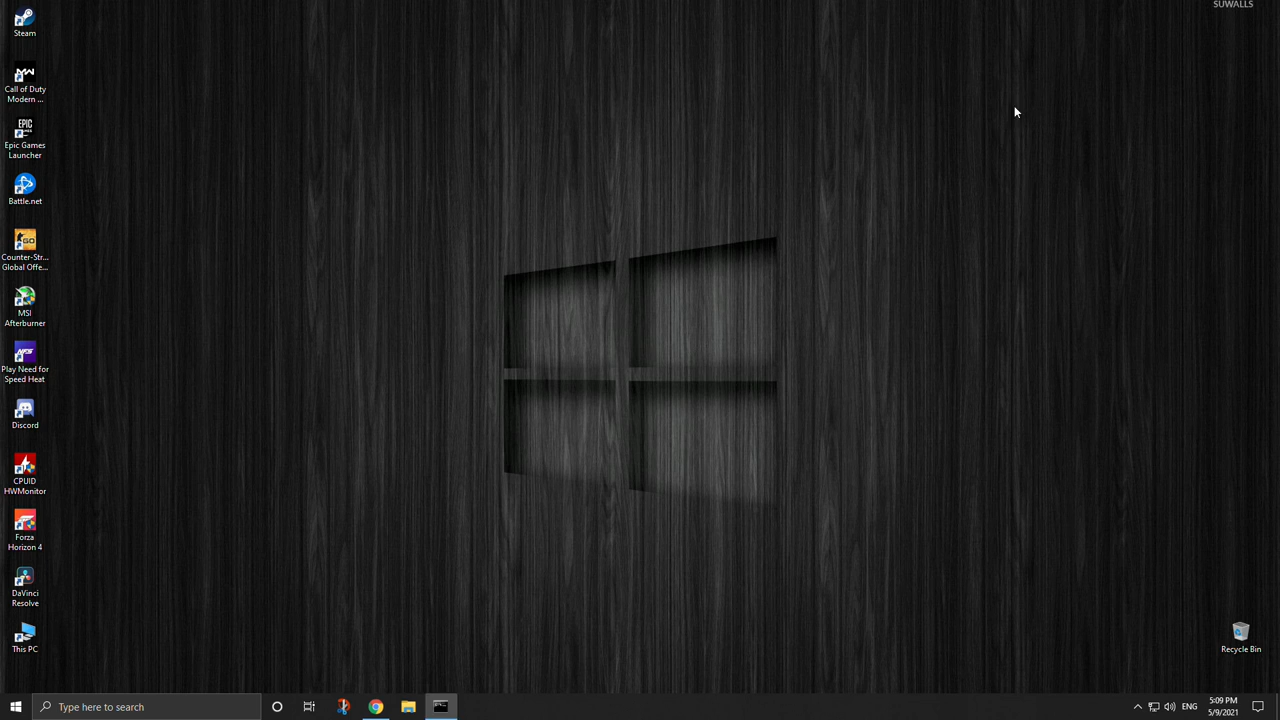 SUWALLS
Steam
Call of Duty
Modern ...
EPIC
GAMES
Epic Games
Launcher
Battle.net
GO
Counter-Str...
Global Offe...
MSI
Afterburner
NFS
Play Need for
Speed Heat
Discord
CPUID
HWMonitor
Forza
Horizon 4
DaVinci
Resolve
This PC
Recycle Bin
Type here to search
ENG
5:09 PM
5/9/2021